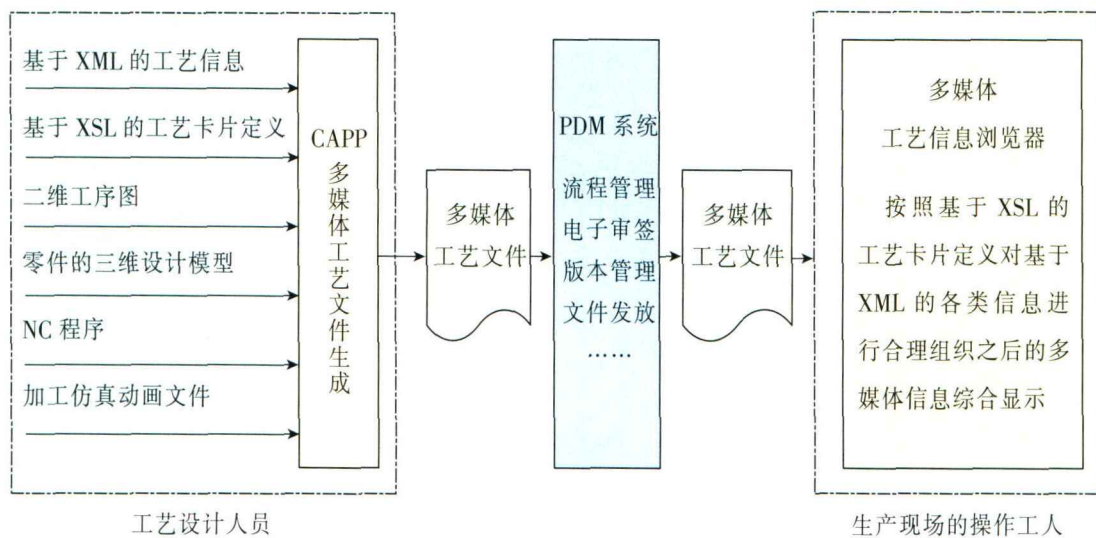 基于 XML 的工艺信息
基于 XSL 的工艺卡片定义
二维工序图
零件的三维设计模型
NC 程序
加工仿真动画文件
CAPP
多
媒
体
工
艺
文
件
生
成
多媒体
工艺文件
PDM 系统
流程管理
电子审签
版本管理
文件发放
……
多媒体
工艺文件
多媒体
工艺信息浏览器
按照基于 XSL 的
工艺卡片定义对基于
XML 的各类信息进
行合理组织之后的多
媒体信息综合显示
工艺设计人员
生产现场的操作工人